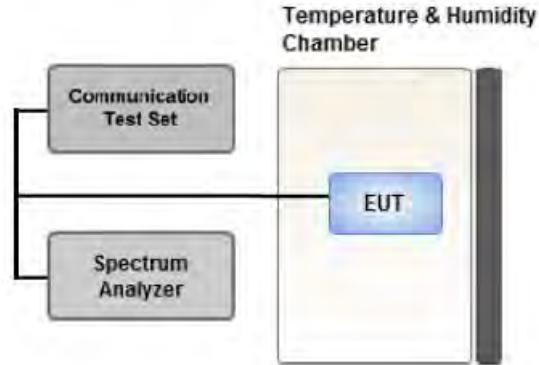 Temperature & Humidity
Chamber
Communication
Test Set
EUT
Spectrum
Analyzer